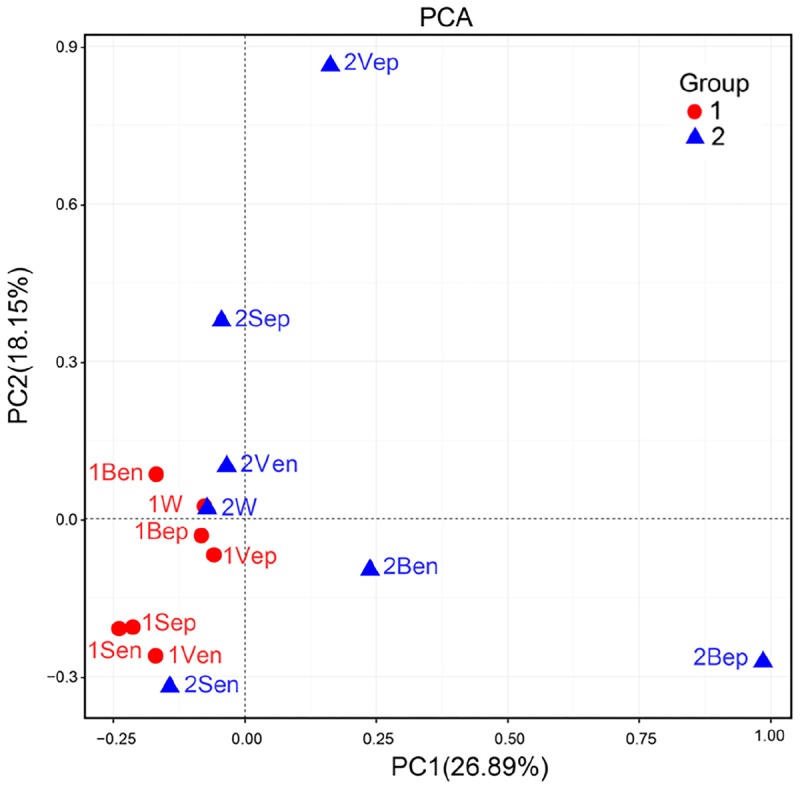 PCA
0.9
2Vep
Group
1
2
0.6
PC2(18.15%)
2Sep
0.3
2Ven
1Ben
1W
2W
0.0
1Bep
1Vep
2Ben
1Sep
1Sen
1Ven
2Bep
−0.3
2Sen
−0.25
0.00
0.25
0.50
0.75
1.00
PC1(26.89%)